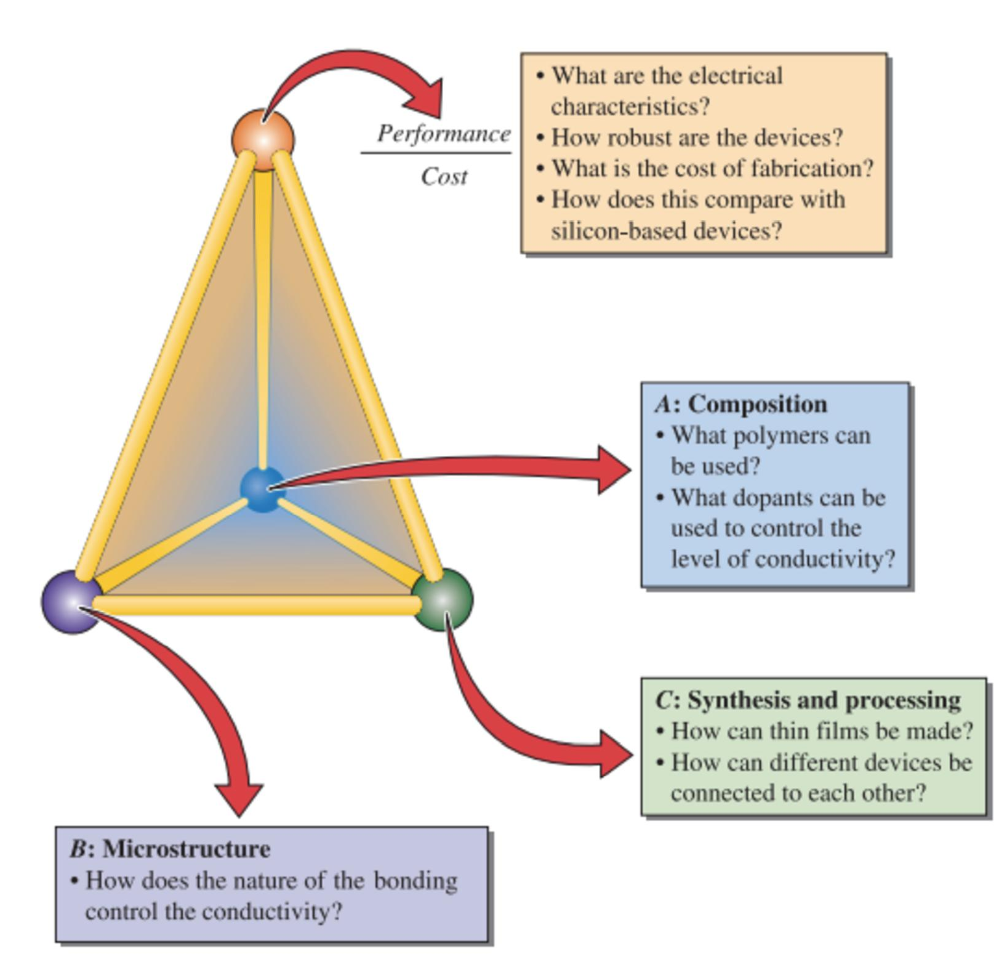 Performance
Cost
• What are the electrical
characteristics?
• How robust are the devices?
• What is the cost of fabrication?
• How does this compare with
silicon-based devices?
A: Composition
• What polymers can
be used?
• What dopants can be
used to control the
level of conductivity?
C: Synthesis and processing
• How can thin films be made?
• How can different devices be
connected to each other?
B: Microstructure
• How does the nature of the bonding
control the conductivity?